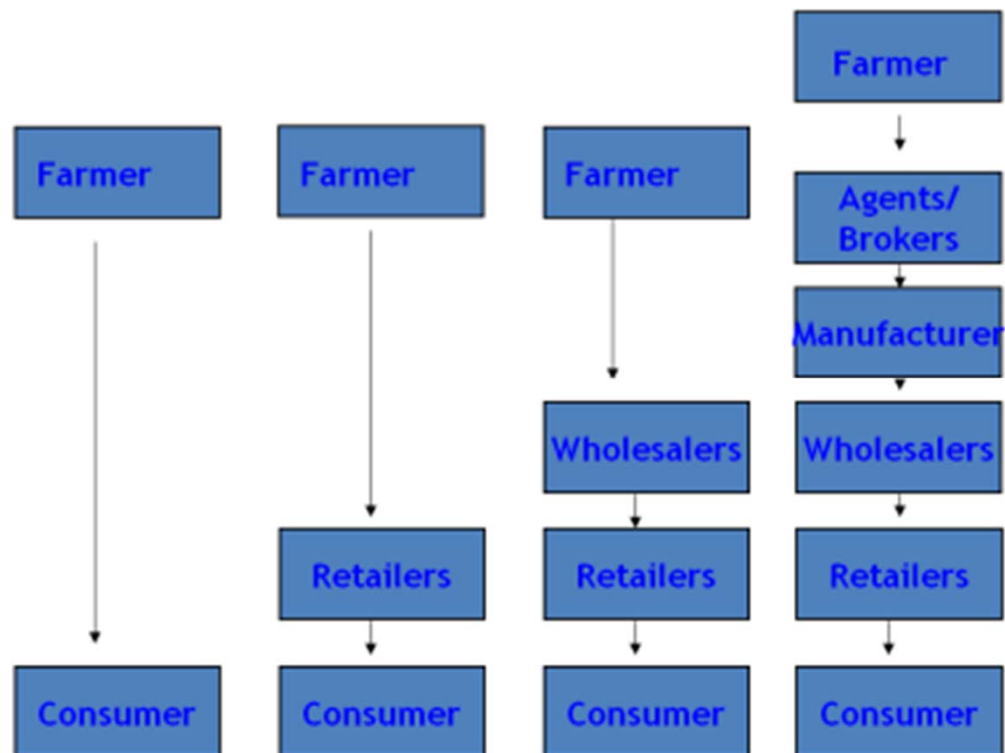 Farmer
Consumer
Farmer
Retailers
Consumer
Farmer
Wholesalers
Retailers
Consumer
Farmer
Agents/
Brokers
Manufacturer
Wholesalers
Retailers
Consumer